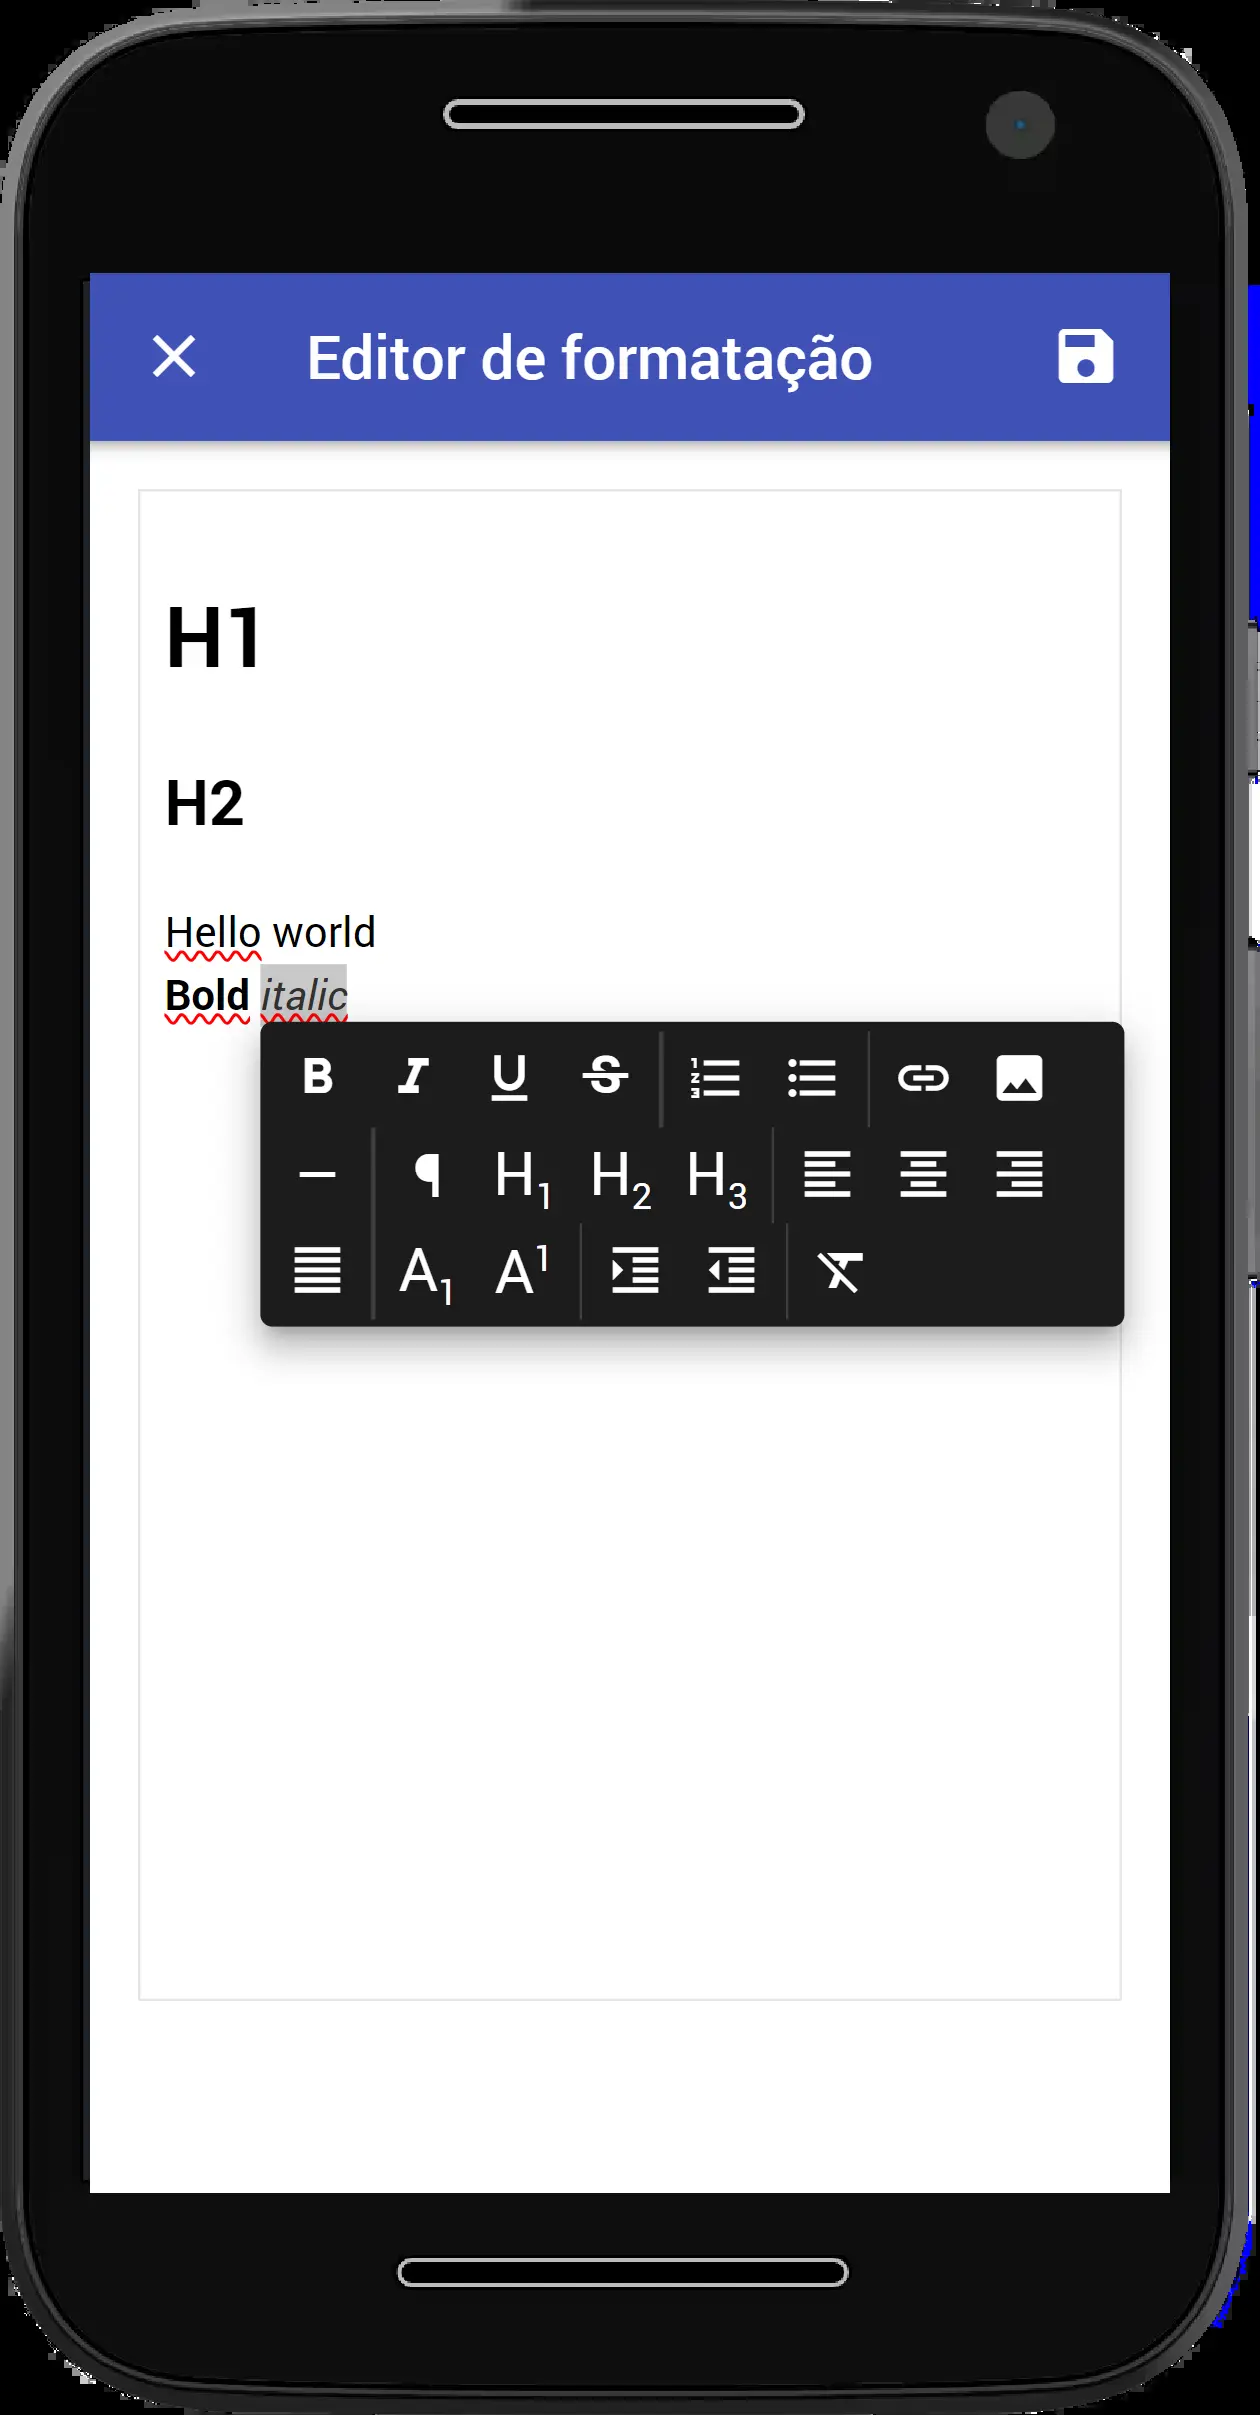 Editor de formatação
H1
H2
Hello world
Bold italic
B I U S
H1 H2 H3
A1 A1